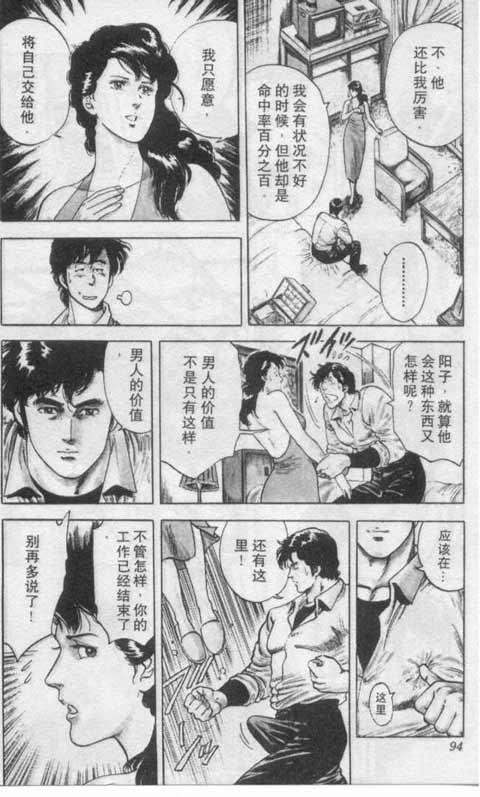 不、他
还比我厉害．
我会有状况不好
的时候，但他却是
命中率百分之百．
…………
我只愿意，
将自己交给他．
阳子，就算他
会这种东西又
怎样呢？
ズズンッ
男人的价值
不是只有这样．
男人的价值
．
应该在…
这里
还有这
里！
不管怎样，你的
工作已经结束了
别再多说了！
94